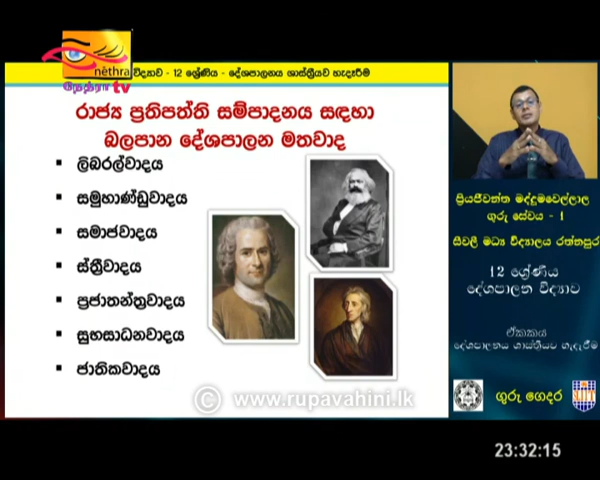 nēthra
நேத்ரா tv
විද්‍යාව - 12 ශ්‍රේණිය - දේශපාලනය ශාස්ත්‍රීයව හැදෑරීම
රාජ්‍ය ප්‍රතිපත්ති සම්පාදනය සඳහා
බලපාන දේශපාලන මතවාද
▪ ලිබරල්වාදය
▪ සමූහාණ්ඩුවාදය
▪ සමාජවාදය
▪ ස්ත්‍රීවාදය
▪ ප්‍රජාතන්ත්‍රවාදය
▪ සුභසාධනවාදය
▪ ජාතිකවාදය
© www.rupavahini.lk
ප්‍රියජීවන්ත මද්දුමවෙල්ලාල
ගුරු සේවය - 1
සීවලී මධ්‍ය විද්‍යාලය රත්නපුර
12 ශ්‍රේණිය
දේශපාලන විද්‍යාව
ඒකකය
දේශපාලනය ශාස්ත්‍රීයව හැදෑරීම
ගුරු ගෙදර
23:32:15